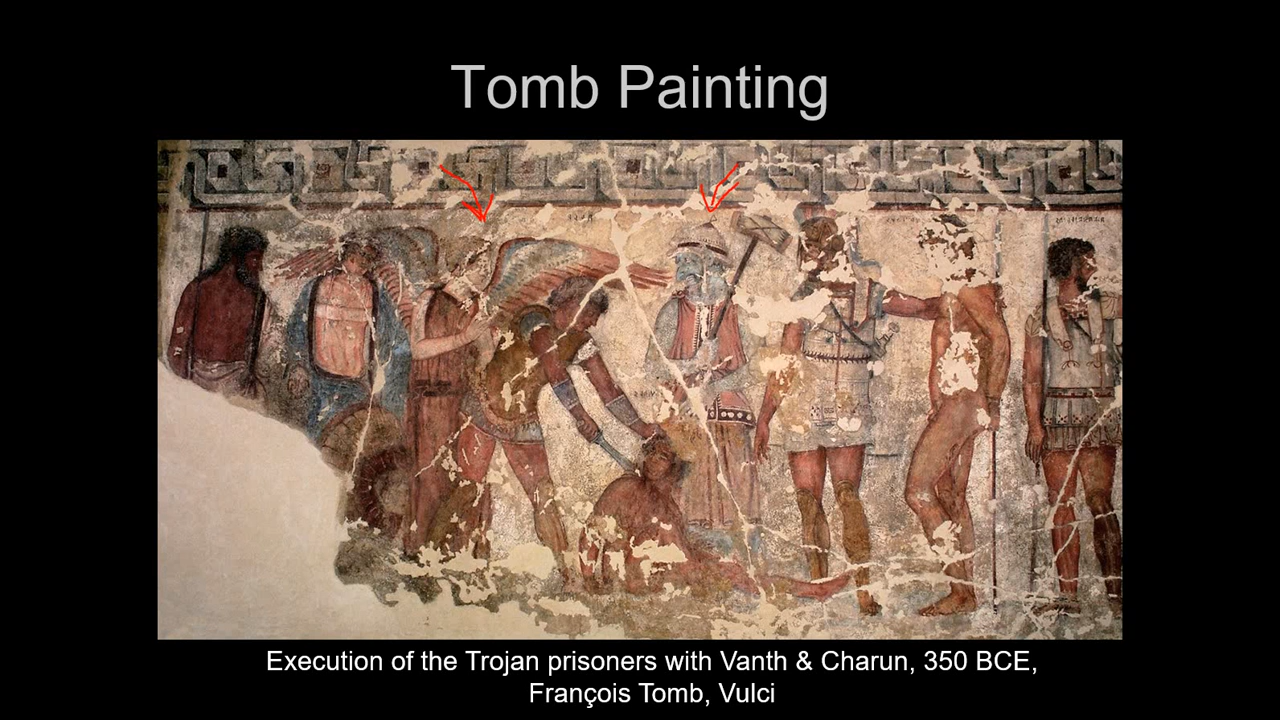 Tomb Painting
Execution of the Trojan prisoners with Vanth & Charun, 350 BCE,
François Tomb, Vulci